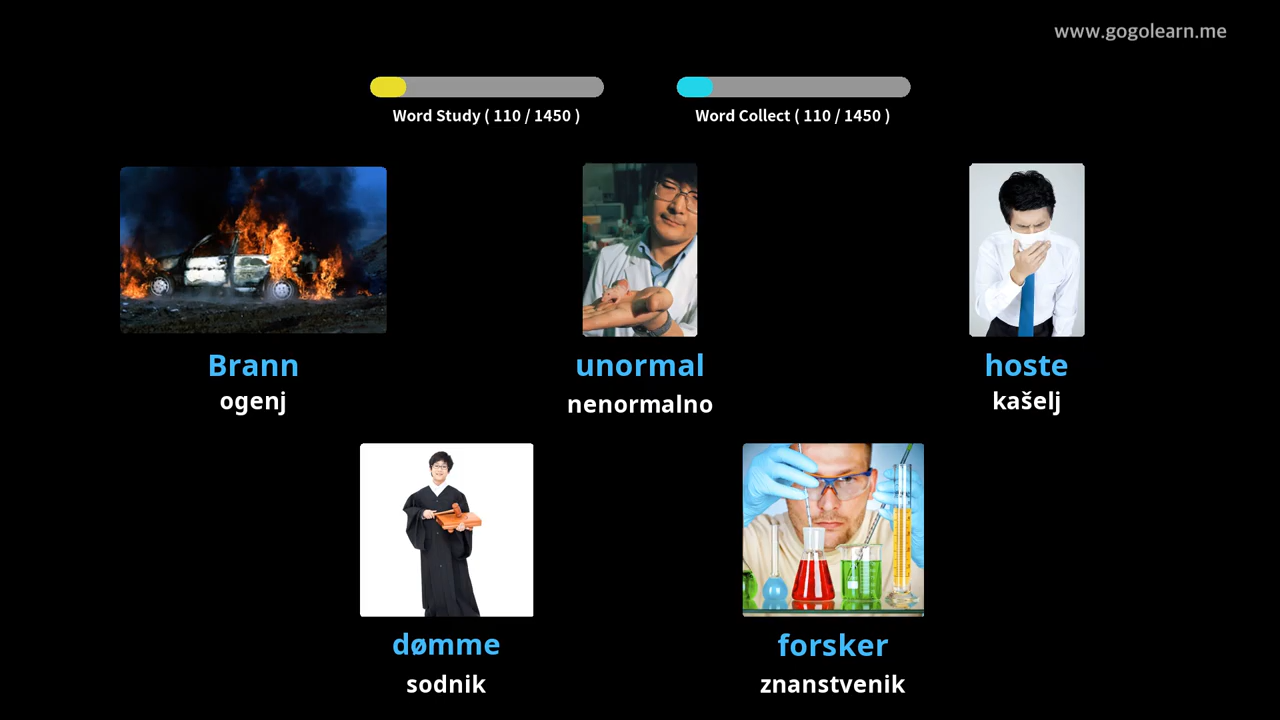 www.gogolearn.me
Word Study ( 110 / 1450 )
Word Collect ( 110 / 1450 )
Brann
ogenj
unormal
nenormalno
hoste
kašelj
dømme
sodnik
forsker
znanstvenik